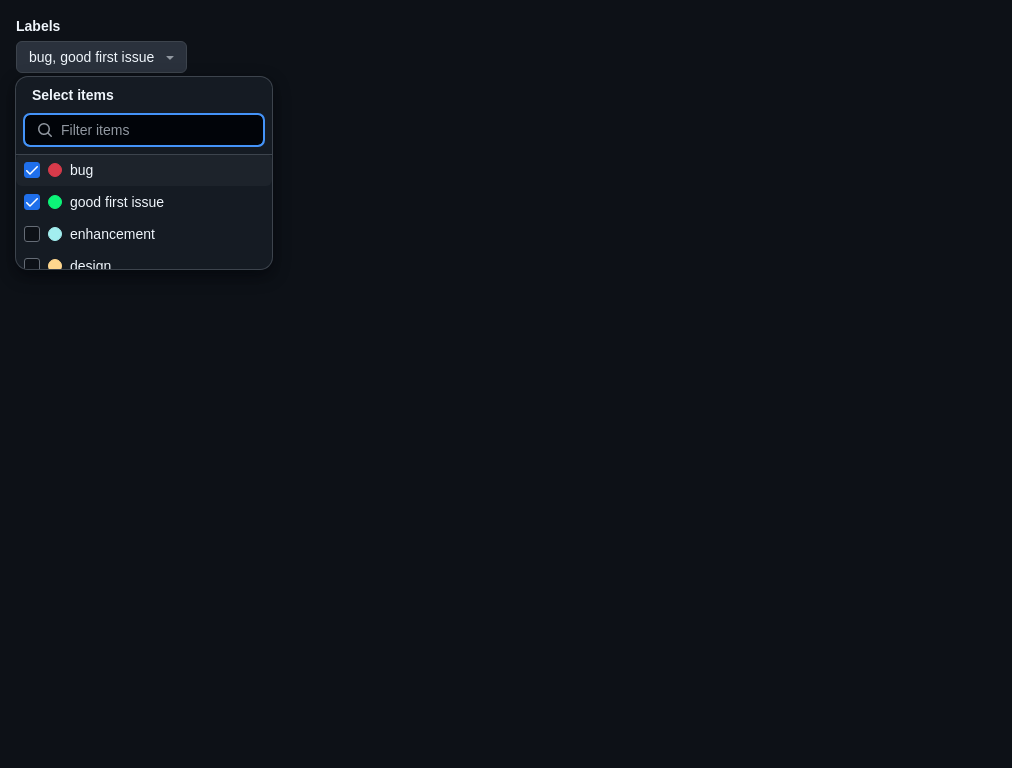 Labels
bug, good first issue
Select items
Filter items
bug
good first issue
enhancement
design